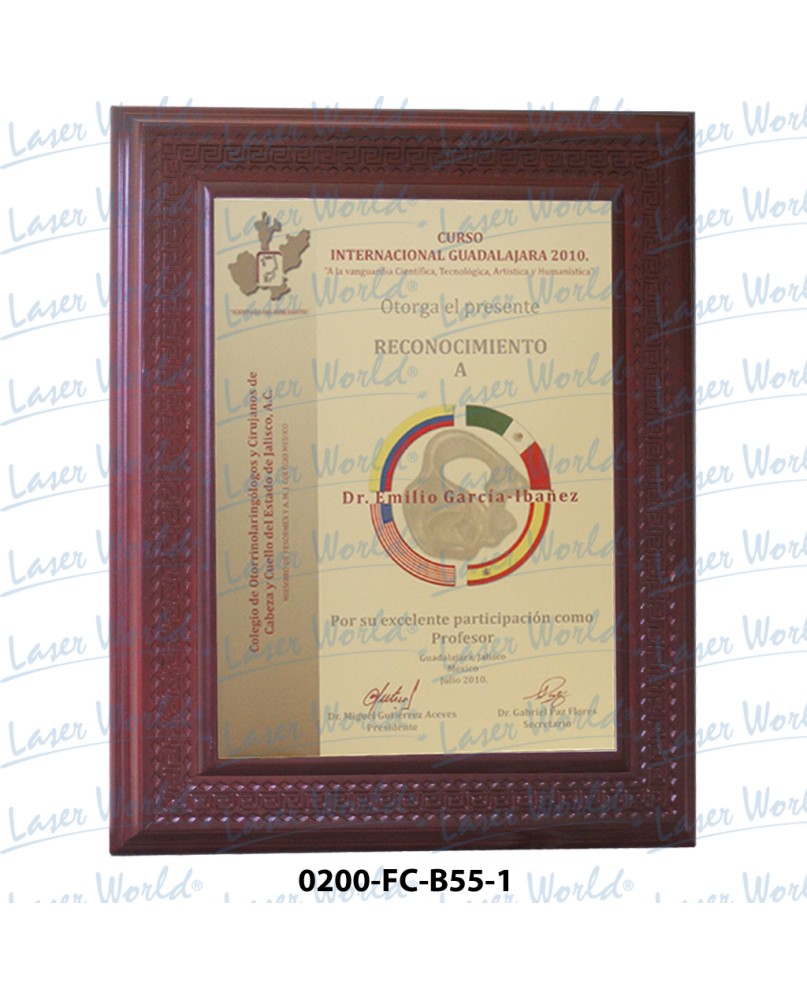 CURSO
INTERNACIONAL GUADALAJARA 2010.
"A la vanguardia Científica, Tecnológica, Artística y Humanística"
Otorga el presente
RECONOCIMIENTO
A
Dr. Emilio García-Ibañez
Por su excelente participación como
Profesor
Guadalajara, Jalisco
Mexico
Julio 2010.
Dr. Miguel Gutiérrez Aceves
Presidente
Dr. Gabriel Paz Flores
Secretario
Colegio de Otorrinolaringólogos y Cirujanos de
Cabeza y Cuello del Estado de Jalisco, A.C.
Laser World®
0200-FC-B55-1